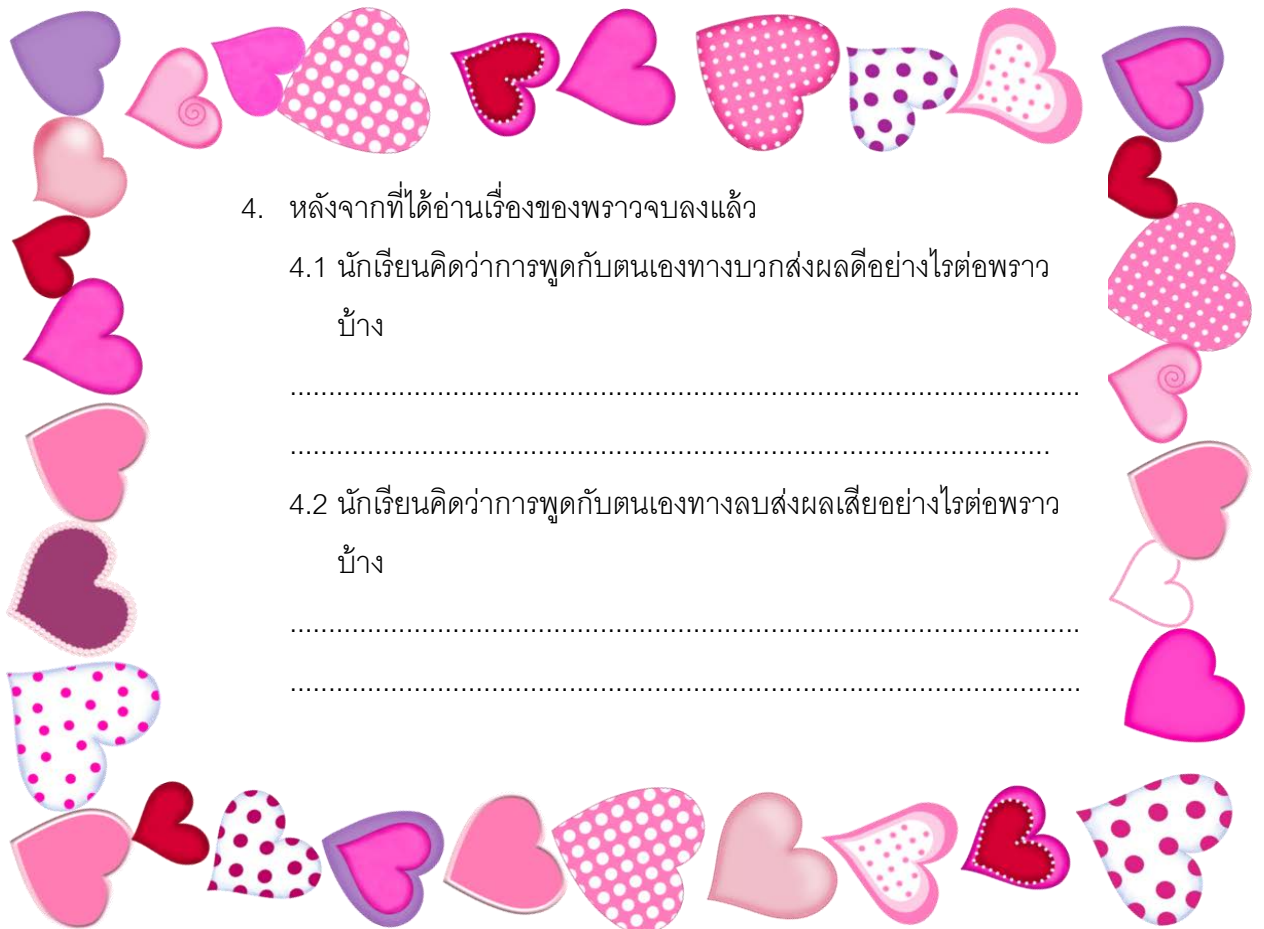 4. หลังจากที่ได้อ่านเรื่องของพราวจบลงแล้ว
4.1 นักเรียนคิดว่าการพูดกับตนเองทางบวกส่งผลดีอย่างไรต่อพราว
บ้าง
........................................................................................................
....................................................................................................
4.2 นักเรียนคิดว่าการพูดกับตนเองทางลบส่งผลเสียอย่างไรต่อพราว
บ้าง
........................................................................................................
........................................................................................................